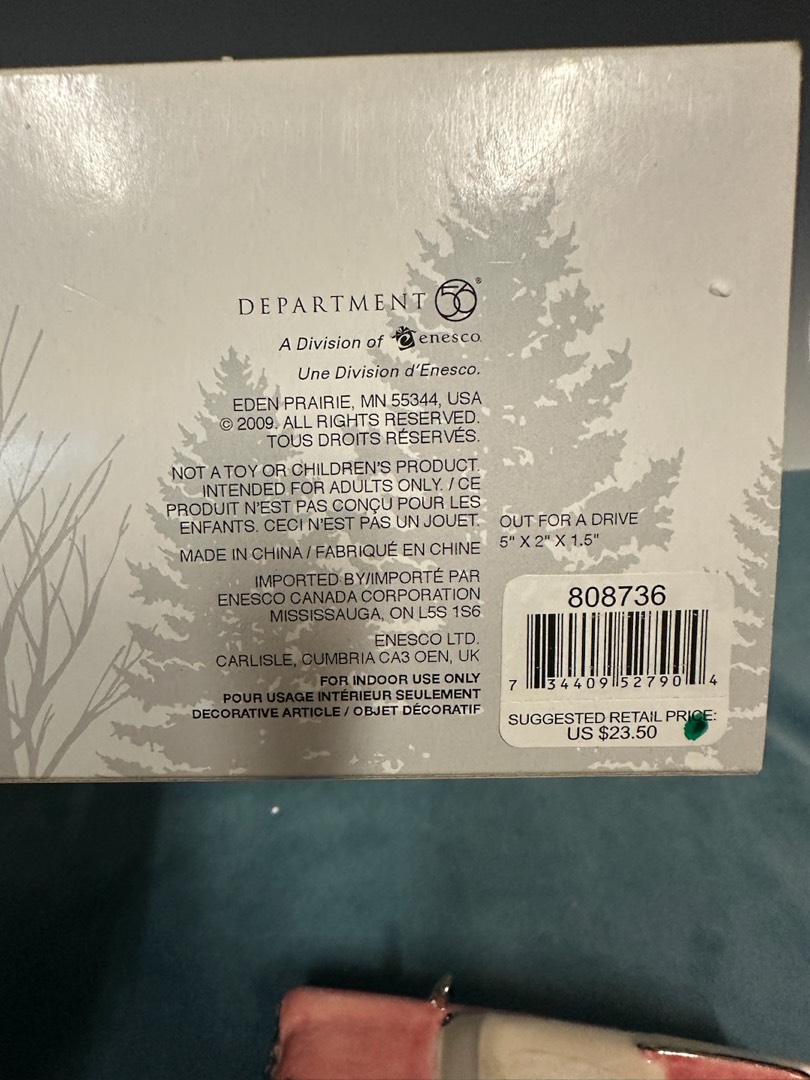 DEPARTMENT 56®
A Division of enesco.
Une Division d'Enesco.
EDEN PRAIRIE, MN 55344, USA
© 2009. ALL RIGHTS RESERVED.
TOUS DROITS RÉSERVÉS.
NOT A TOY OR CHILDREN'S PRODUCT.
INTENDED FOR ADULTS ONLY. / CE
PRODUIT N'EST PAS CONÇU POUR LES
ENFANTS. CECI N'EST PAS UN JOUET.
MADE IN CHINA / FABRIQUÉ EN CHINE
IMPORTED BY/IMPORTÉ PAR
ENESCO CANADA CORPORATION
MISSISSAUGA, ON L5S 1S6
ENESCO LTD.
CARLISLE, CUMBRIA CA3 OEN, UK
FOR INDOOR USE ONLY
POUR USAGE INTÉRIEUR SEULEMENT
DECORATIVE ARTICLE / OBJET DÉCORATIF
OUT FOR A DRIVE
5" X 2" X 1.5"
808736
7 34409 52790 4
SUGGESTED RETAIL PRICE:
US $23.50